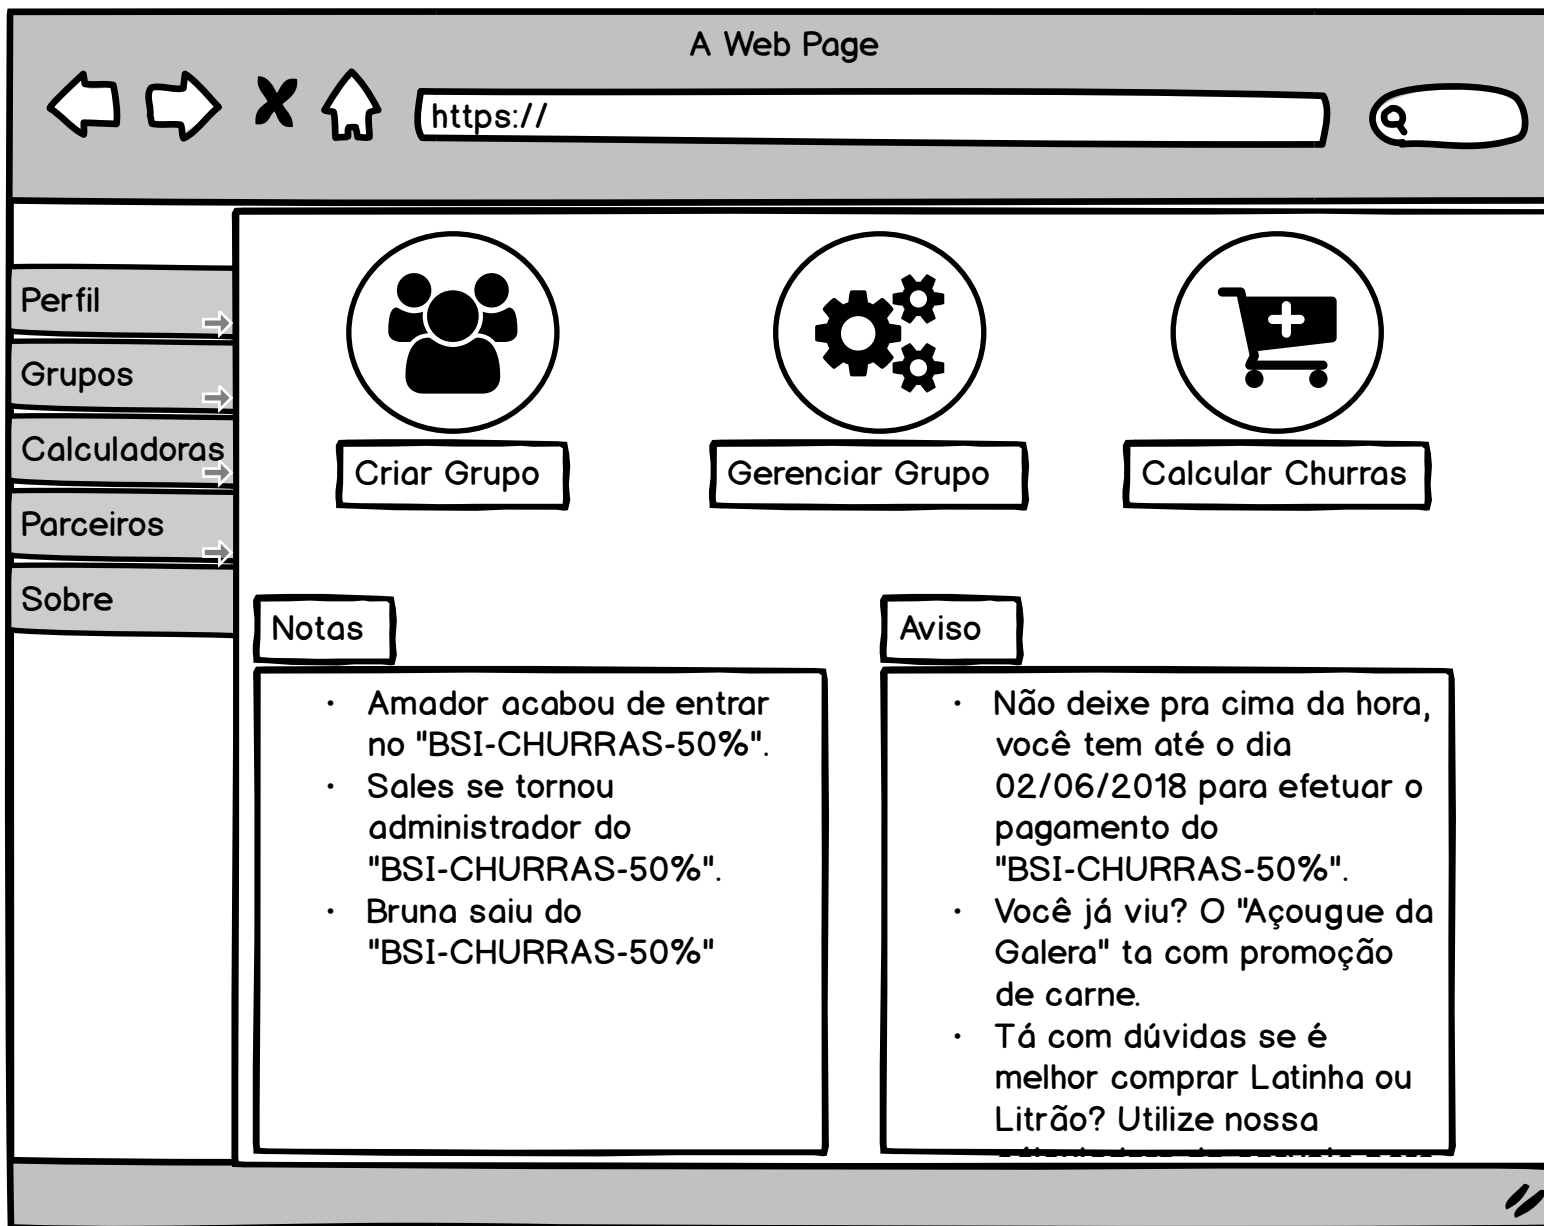 A Web Page
https://
Perfil
Grupos
Calculadoras
Parceiros
Sobre
Criar Grupo
Gerenciar Grupo
Calcular Churras
Notas
• Amador acabou de entrar
no "BSI-CHURRAS-50%".
• Sales se tornou
administrador do
"BSI-CHURRAS-50%".
• Bruna saiu do
"BSI-CHURRAS-50%"
Aviso
• Não deixe pra cima da hora,
você tem até o dia
02/06/2018 para efetuar o
pagamento do
"BSI-CHURRAS-50%".
• Você já viu? O "Açougue da
Galera" ta com promoção
de carne.
• Tá com dúvidas se é
melhor comprar Latinha ou
Litrão? Utilize nossa